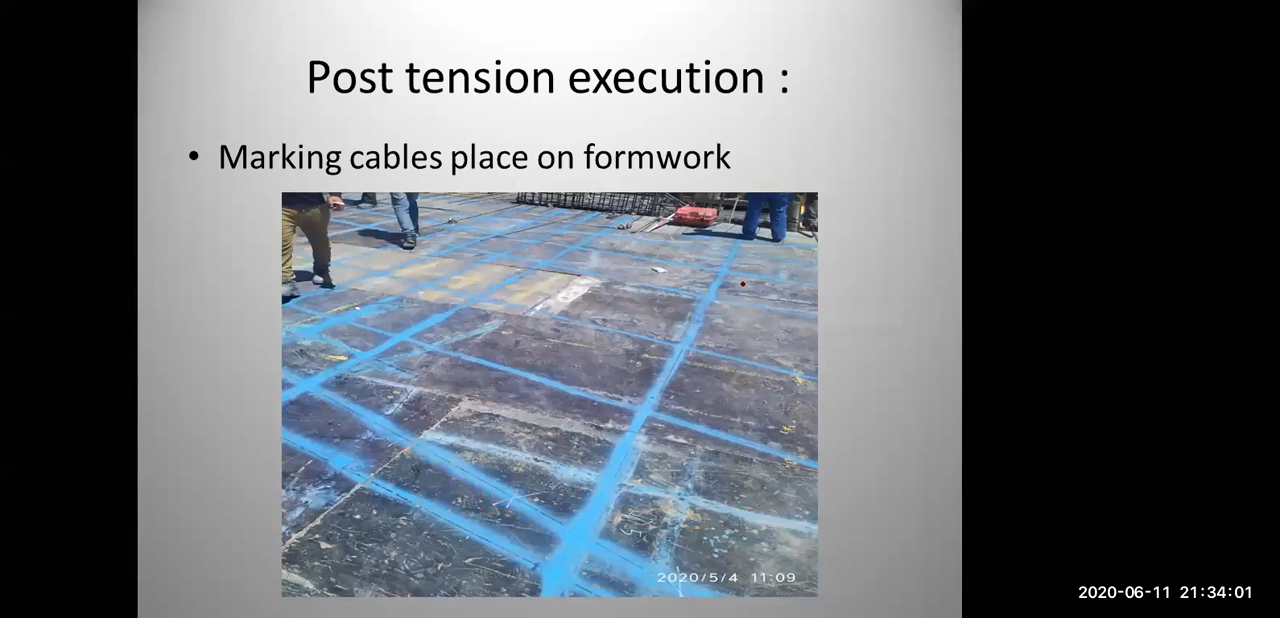 Post tension execution :
• Marking cables place on formwork
2020/5/4 11:09
2020-06-11 21:34:01